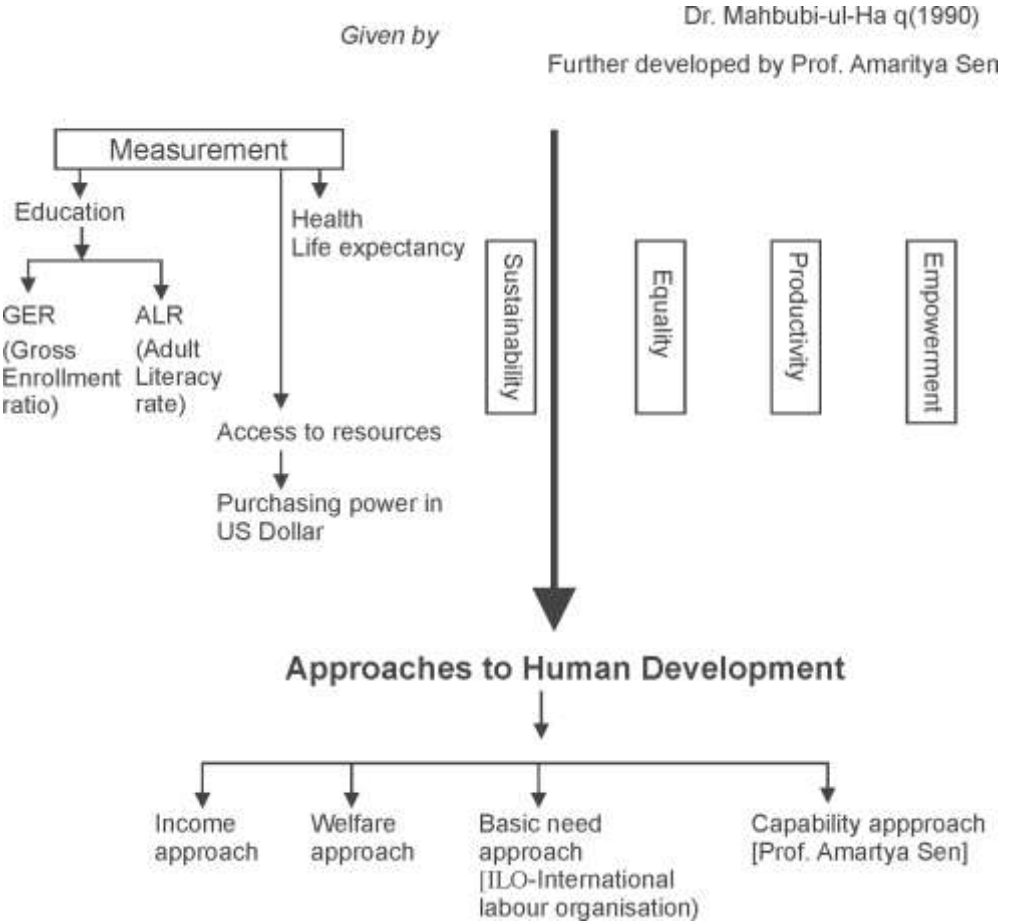 Given by
Dr. Mahbubi-ul-Ha q(1990)
Further developed by Prof. Amaritya Sen
Measurement
Education
Health
Life expectancy
GER
(Gross
Enrollment
ratio)
ALR
(Adult
Literacy
rate)
Access to resources
Purchasing power in
US Dollar
Sustainability
Equality
Productivity
Empowerment
Approaches to Human Development
Income
approach
Welfare
approach
Basic need
approach
[ILO-International
labour organisation)
Capability appproach
[Prof. Amartya Sen]